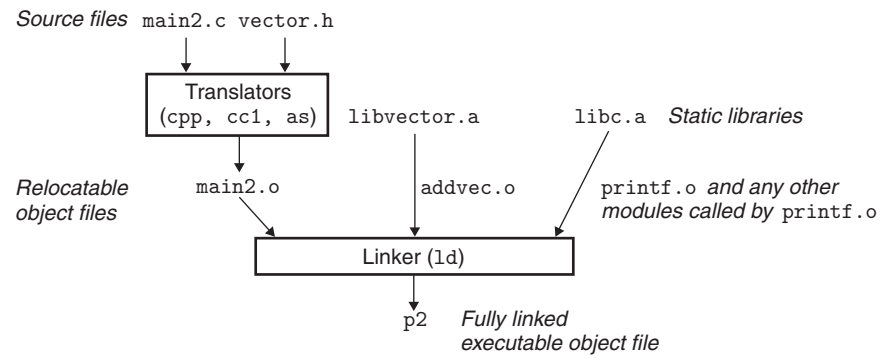 Source files main2.c vector.h
Translators
(cpp, cc1, as)
libvector.a libc.a Static libraries
Relocatable
object files
main2.o addvec.o printf.o and any other
modules called by printf.o
Linker (ld)
p2 Fully linked
executable object file